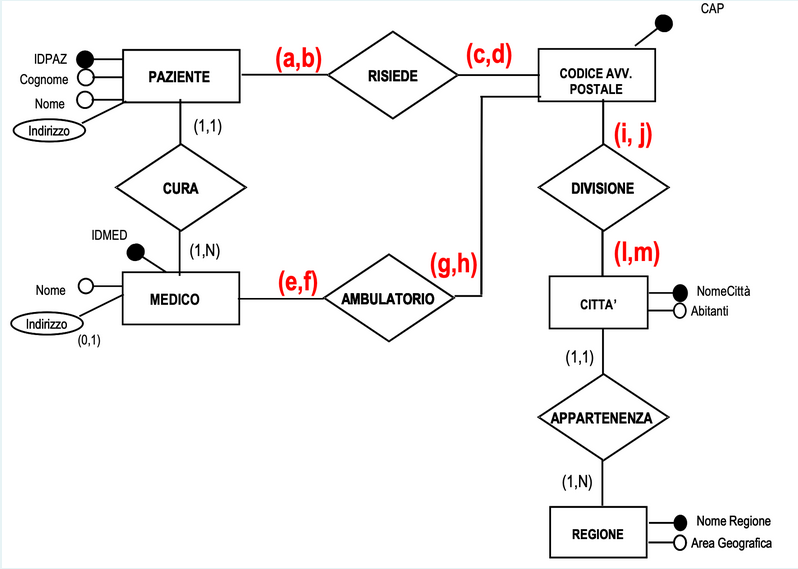 CAP
IDPAZ
Cognome
Nome
Indirizzo
PAZIENTE
(a,b)
RISIEDE
(c,d)
CODICE AVV.
POSTALE
(1,1)
(i, j)
CURA
DIVISIONE
IDMED
(1,N)
(g,h)
(l,m)
Nome
MEDICO
(e,f)
AMBULATORIO
CITTA'
NomeCittà
Abitanti
Indirizzo
(0,1)
(1,1)
APPARTENENZA
(1,N)
REGIONE
Nome Regione
Area Geografica